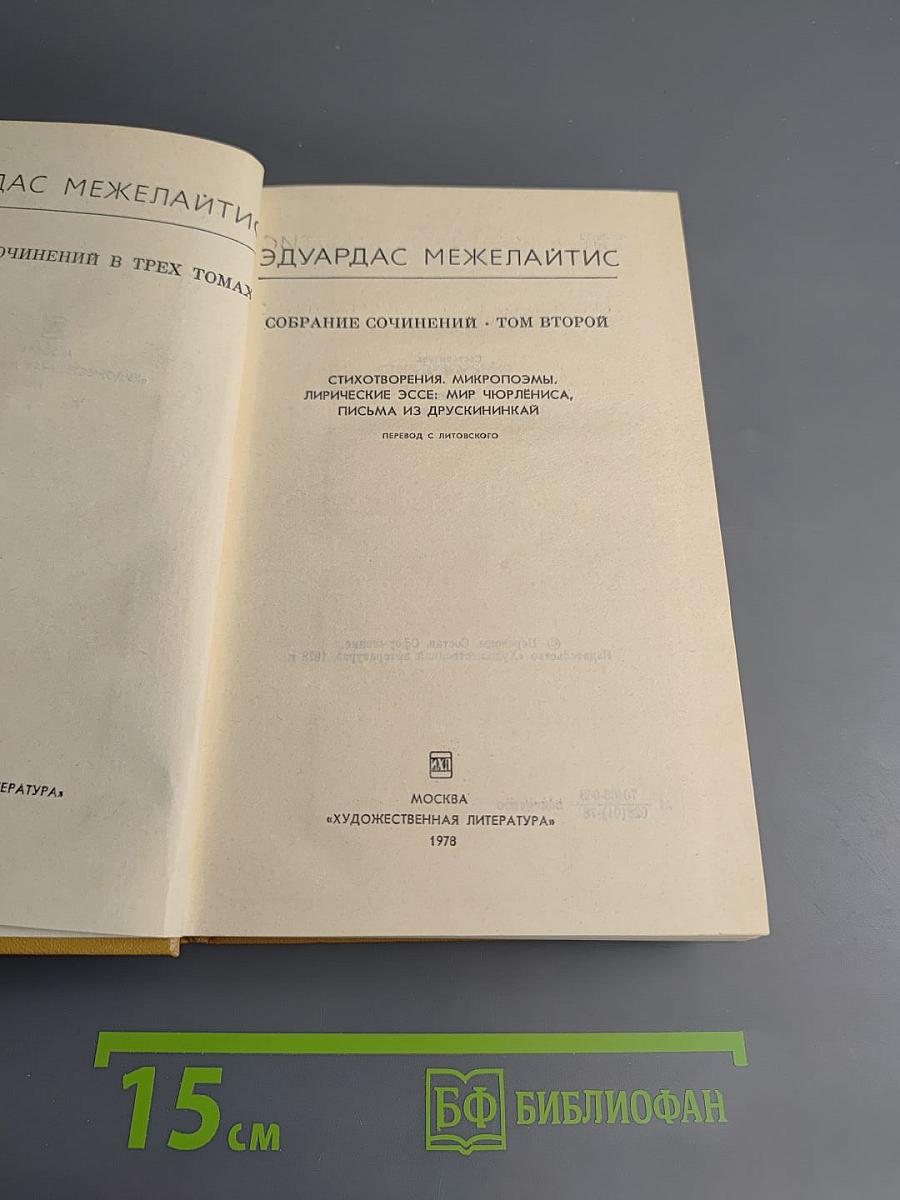 ДАС МЕЖЕЛАЙТИС
ОЧИНЕНИЙ В ТРЕХ ТОМАХ
ЕРАТУРА»
ЭДУАРДАС МЕЖЕЛАЙТИС
СОБРАНИЕ СОЧИНЕНИЙ · ТОМ ВТОРОЙ
СТИХОТВОРЕНИЯ. МИКРОПОЭМЫ.
ЛИРИЧЕСКИЕ ЭССЕ: МИР ЧЮРЛЕНИСА,
ПИСЬМА ИЗ ДРУСКИНИНКАЙ
ПЕРЕВОД С ЛИТОВСКОГО
МОСКВА
«ХУДОЖЕСТВЕННАЯ ЛИТЕРАТУРА»
1978
15 см
БФ БИБЛИОФАН